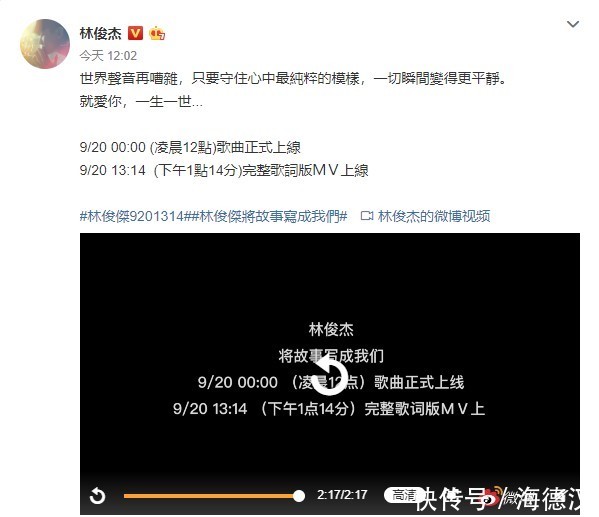 林俊杰
今天 12:02
世界聲音再嘈雜，只要守住心中最純粹的模樣，一切瞬間變得更平靜。
就愛你，一生一世...
9/20 00:00 (凌晨12點)歌曲正式上線
9/20 13:14 (下午1點14分)完整歌詞版ＭＶ上線
#林俊傑9201314##林俊傑將故事寫成我們# 林俊杰的微博视频
林俊杰
将故事写成我们
9/20 00:00 （凌晨12点）歌曲正式上线
9/20 13:14 （下午1点14分）完整歌词版ＭＶ上
2:17/2:17 高清
快传号/海德汉